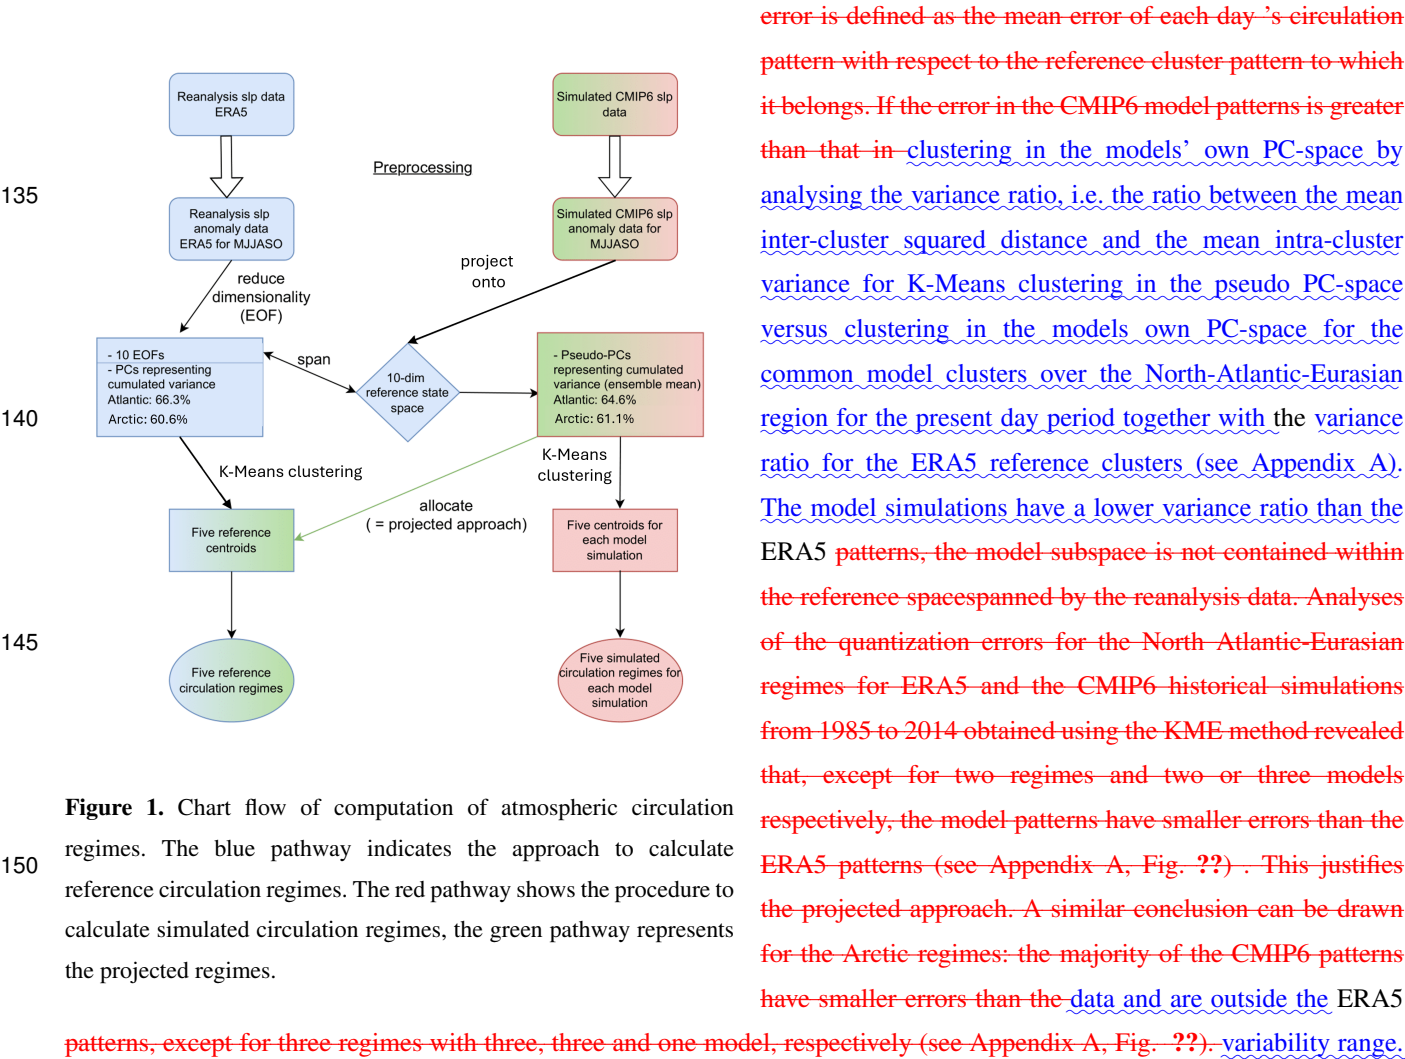 Reanalysis slp data
ERA5
Simulated CMIP6 slp
data
Preprocessing
Reanalysis slp
anomaly data
ERA5 for MJJASO
Simulated CMIP6 slp
anomaly data for
MJJASO
reduce
dimensionality
(EOF)
project
onto
- 10 EOFs
- PCs representing
cumulated variance
Atlantic: 66.3%
Arctic: 60.6%
span
10-dim
reference state
space
- Pseudo-PCs
representing cumulated
variance (ensemble mean)
Atlantic: 64.6%
Arctic: 61.1%
K-Means clustering
K-Means
clustering
allocate
( = projected approach)
Five reference
centroids
Five centroids for
each model
simulation
Five reference
circulation regimes
Five simulated
circulation regimes for
each model
simulation
Figure 1. Chart flow of computation of atmospheric circulation
regimes. The blue pathway indicates the approach to calculate
reference circulation regimes. The red pathway shows the procedure to
calculate simulated circulation regimes, the green pathway represents
the projected regimes.
135
140
145
150
error is defined as the mean error of each day 's circulation
pattern with respect to the reference cluster pattern to which
it belongs. If the error in the CMIP6 model patterns is greater
than that in clustering in the models' own PC-space by
analysing the variance ratio, i.e. the ratio between the mean
inter-cluster squared distance and the mean intra-cluster
variance for K-Means clustering in the pseudo PC-space
versus clustering in the models own PC-space for the
common model clusters over the North-Atlantic-Eurasian
region for the present day period together with the variance
ratio for the ERA5 reference clusters (see Appendix A).
The model simulations have a lower variance ratio than the
ERA5 patterns, the model subspace is not contained within
the reference spacespanned by the reanalysis data. Analyses
of the quantization errors for the North Atlantic-Eurasian
regimes for ERA5 and the CMIP6 historical simulations
from 1985 to 2014 obtained using the KME method revealed
that, except for two regimes and two or three models
respectively, the model patterns have smaller errors than the
ERA5 patterns (see Appendix A, Fig. ??) . This justifies
the projected approach. A similar conclusion can be drawn
for the Arctic regimes: the majority of the CMIP6 patterns
have smaller errors than the data and are outside the ERA5
patterns, except for three regimes with three, three and one model, respectively (see Appendix A, Fig. ??). variability range.